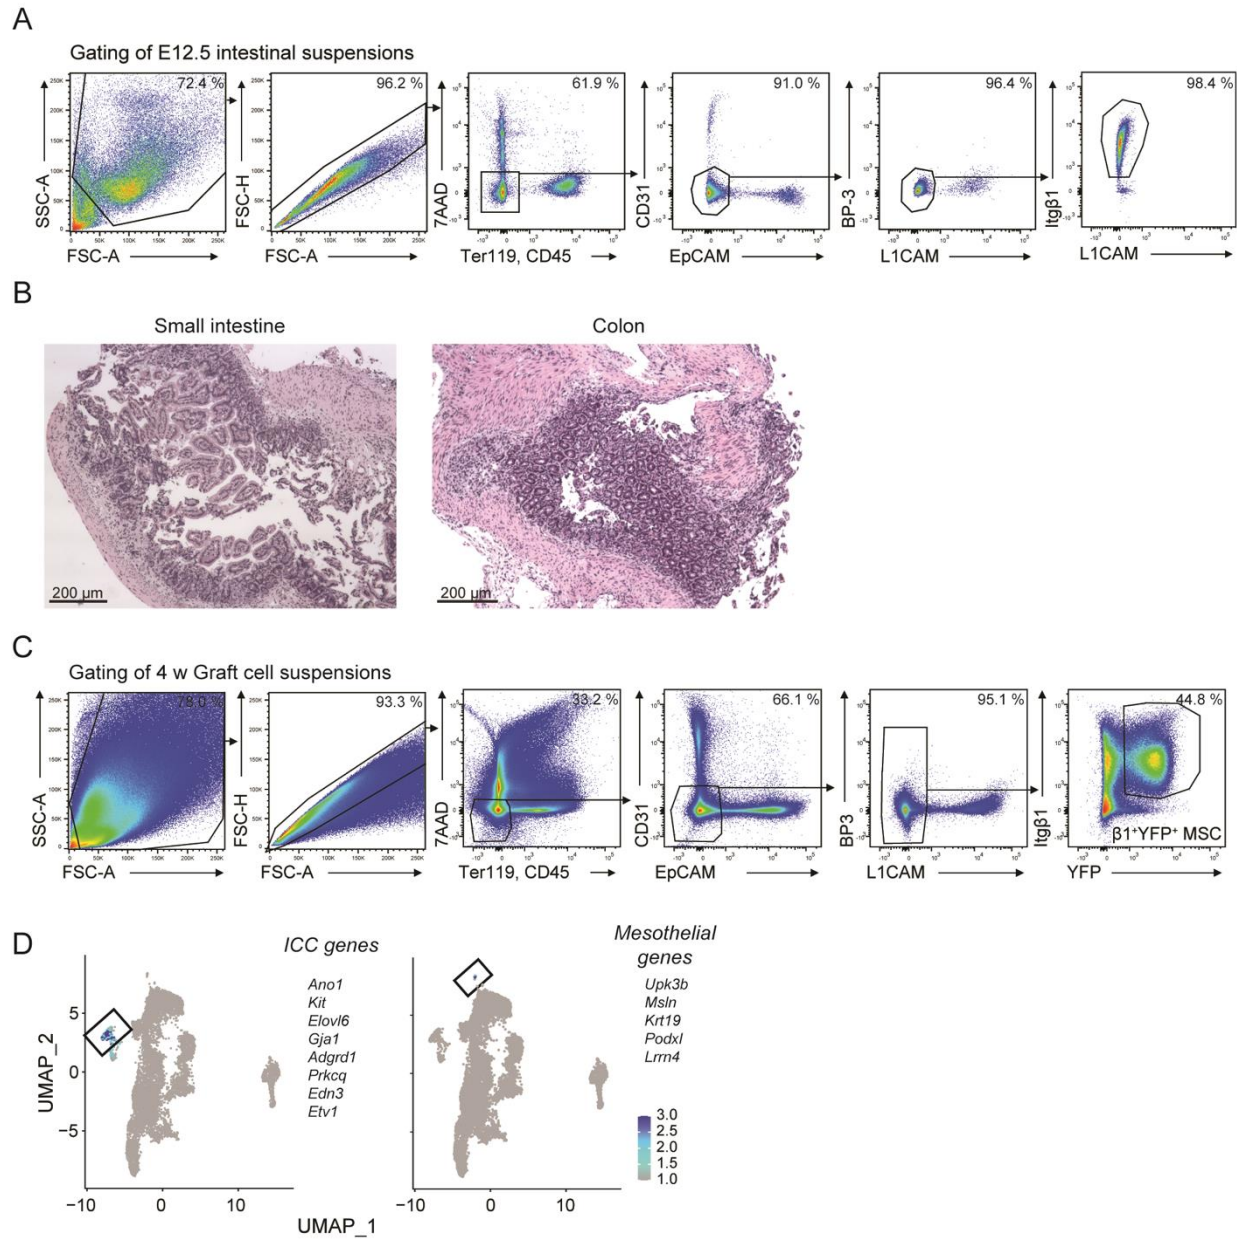 A
Gating of E12.5 intestinal suspensions
72.4 %
96.2 %
61.9 %
91.0 %
96.4 %
98.4 %
SSC-A
FSC-A
FSC-H
FSC-A
7AAD
Ter119, CD45
CD31
EpCAM
BP-3
L1CAM
Itgβ1
L1CAM
B
Small intestine
Colon
200 µm
200 µm
C
Gating of 4 w Graft cell suspensions
78.0 %
93.3 %
33.2 %
66.1 %
95.1 %
44.8 %
SSC-A
FSC-A
FSC-H
FSC-A
7AAD
Ter119, CD45
CD31
EpCAM
BP3
L1CAM
Itgβ1
β1⁺YFP⁺ MSC
YFP
D
ICC genes
Ano1
Kit
Elovl6
Gja1
Adgrd1
Prkcq
Edn3
Etv1
Mesothelial
genes
Upk3b
Msln
Krt19
Podxl
Lrrn4
3.0
2.5
2.0
1.5
1.0
UMAP_2
5
0
−5
−10
0
10
−10
0
10
UMAP_1